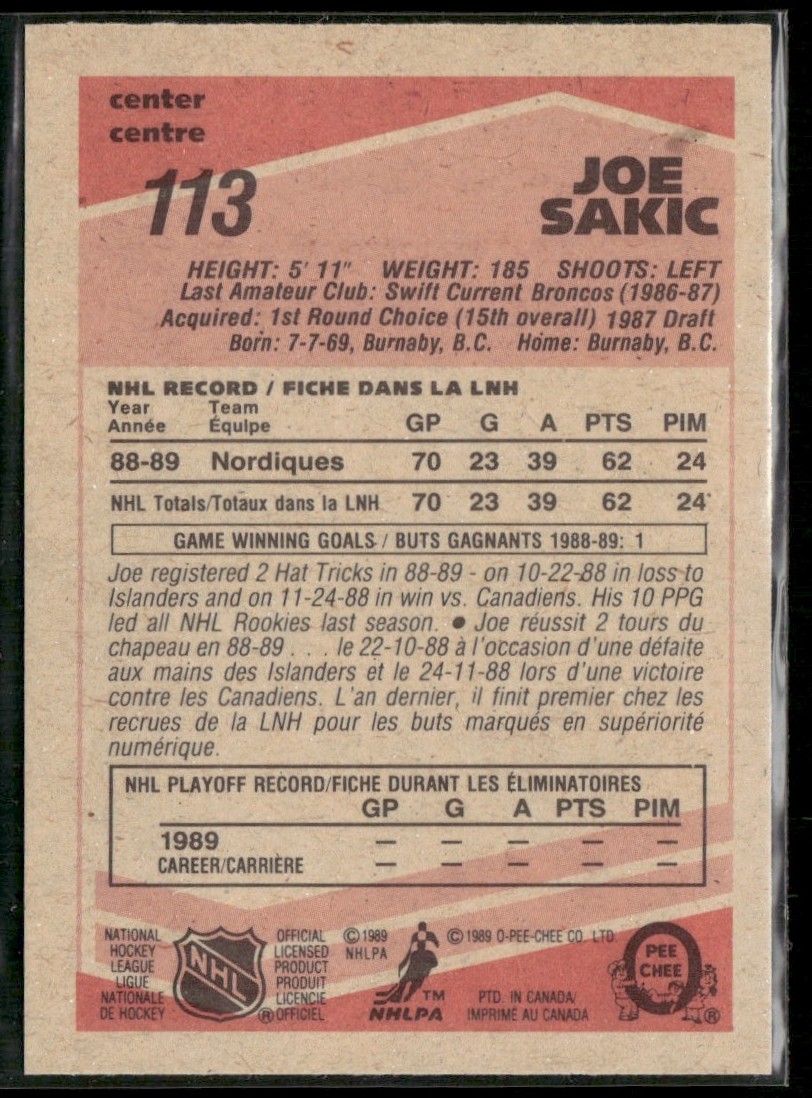 center
centre
113
JOE
SAKIC
HEIGHT: 5' 11" WEIGHT: 185 SHOOTS: LEFT
Last Amateur Club: Swift Current Broncos (1986-87)
Acquired: 1st Round Choice (15th overall) 1987 Draft
Born: 7-7-69, Burnaby, B.C. Home: Burnaby, B.C.
NHL RECORD / FICHE DANS LA LNH
Year Team
Année Équipe GP G A PTS PIM
88-89 Nordiques 70 23 39 62 24
NHL Totals/Totaux dans la LNH 70 23 39 62 24
GAME WINNING GOALS / BUTS GAGNANTS 1988-89: 1
Joe registered 2 Hat Tricks in 88-89 - on 10-22-88 in loss to
Islanders and on 11-24-88 in win vs. Canadiens. His 10 PPG
led all NHL Rookies last season. ● Joe réussit 2 tours du
chapeau en 88-89 . . . le 22-10-88 à l'occasion d'une défaite
aux mains des Islanders et le 24-11-88 lors d'une victoire
contre les Canadiens. L'an dernier, il finit premier chez les
recrues de la LNH pour les buts marqués en supériorité
numérique.
NHL PLAYOFF RECORD/FICHE DURANT LES ÉLIMINATOIRES
GP G A PTS PIM
1989 — — — — —
CAREER/CARRIÈRE — — — — —
NATIONAL
HOCKEY
LEAGUE
LIGUE
NATIONALE
DE HOCKEY
NHL
®
OFFICIAL
LICENSED
PRODUCT
PRODUIT
LICENCIE
OFFICIEL
© 1989
NHLPA
TM
NHLPA
© 1989 O-PEE-CHEE CO. LTD.
PTD. IN CANADA/
IMPRIMÉ AU CANADA
O
PEE
CHEE
®